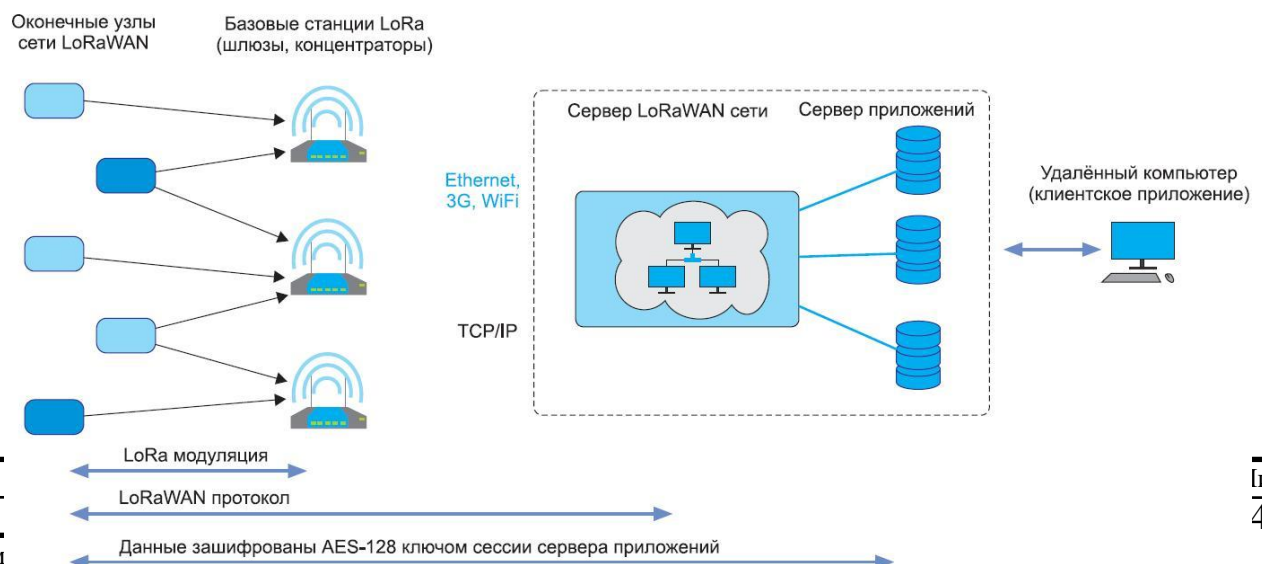 Оконечные узлы
сети LoRaWAN
Базовые станции LoRa
(шлюзы, концентраторы)
Сервер LoRaWAN сети
Сервер приложений
Ethernet,
3G, WiFi
Удалённый компьютер
(клиентское приложение)
TCP/IP
LoRa модуляция
LoRaWAN протокол
Данные зашифрованы AES-128 ключом сессии сервера приложений